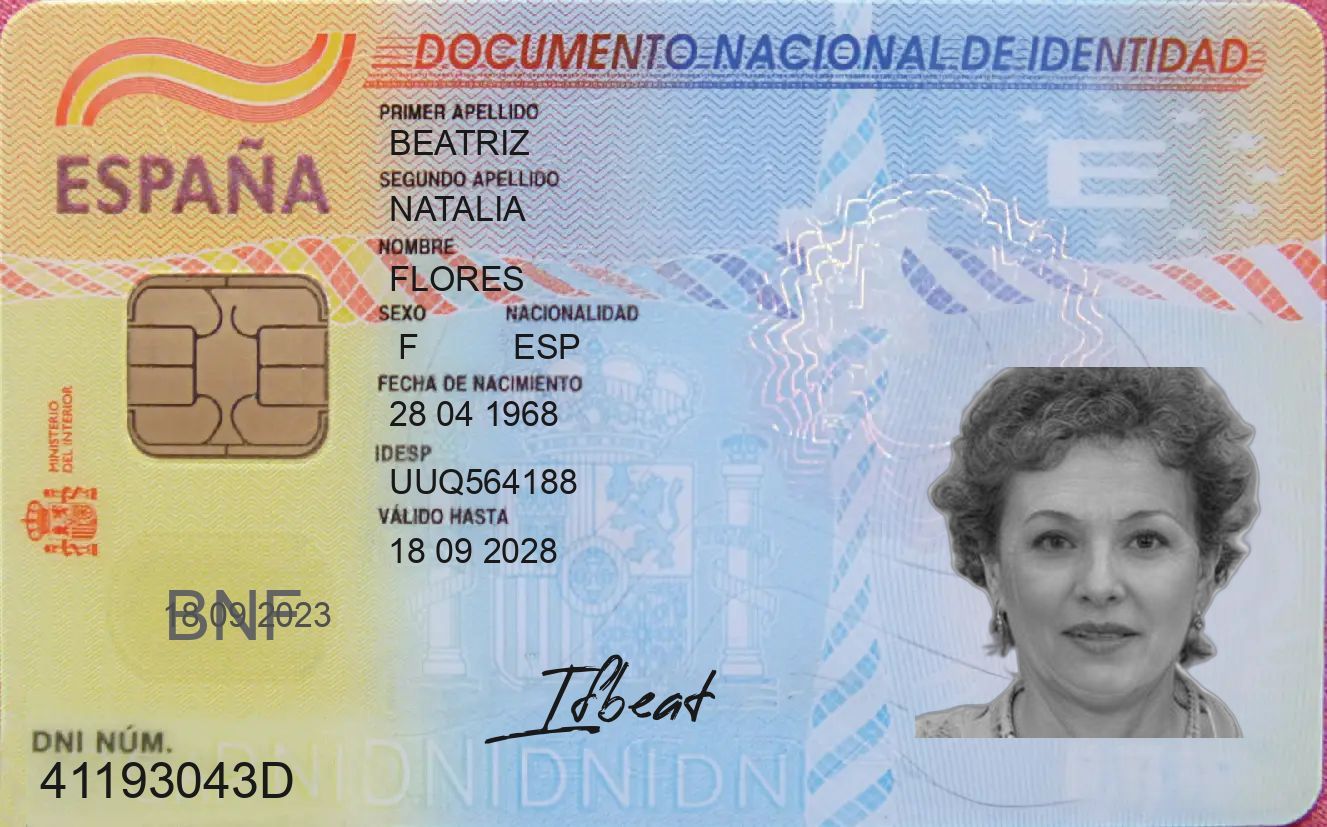 DOCUMENTO NACIONAL DE IDENTIDAD
ESPAÑA
PRIMER APELLIDO
BEATRIZ
SEGUNDO APELLIDO
NATALIA
NOMBRE
FLORES
SEXO NACIONALIDAD
F ESP
FECHA DE NACIMIENTO
28 04 1968
IDESP
UUQ564188
VÁLIDO HASTA
18 09 2028
MINISTERIO
DEL INTERIOR
E
BNF
18 09 2023
Ifbeat
DNI NÚM.
41193043D
DNIDNIDNIDNI